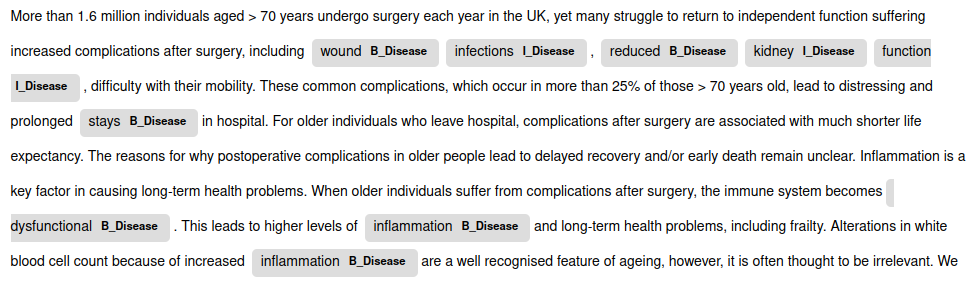 More than 1.6 million individuals aged > 70 years undergo surgery each year in the UK, yet many struggle to return to independent function suffering
increased complications after surgery, including wound B_Disease infections I_Disease , reduced B_Disease kidney I_Disease function
I_Disease , difficulty with their mobility. These common complications, which occur in more than 25% of those > 70 years old, lead to distressing and
prolonged stays B_Disease in hospital. For older individuals who leave hospital, complications after surgery are associated with much shorter life
expectancy. The reasons for why postoperative complications in older people lead to delayed recovery and/or early death remain unclear. Inflammation is a
key factor in causing long-term health problems. When older individuals suffer from complications after surgery, the immune system becomes
dysfunctional B_Disease . This leads to higher levels of inflammation B_Disease and long-term health problems, including frailty. Alterations in white
blood cell count because of increased inflammation B_Disease are a well recognised feature of ageing, however, it is often thought to be irrelevant. We